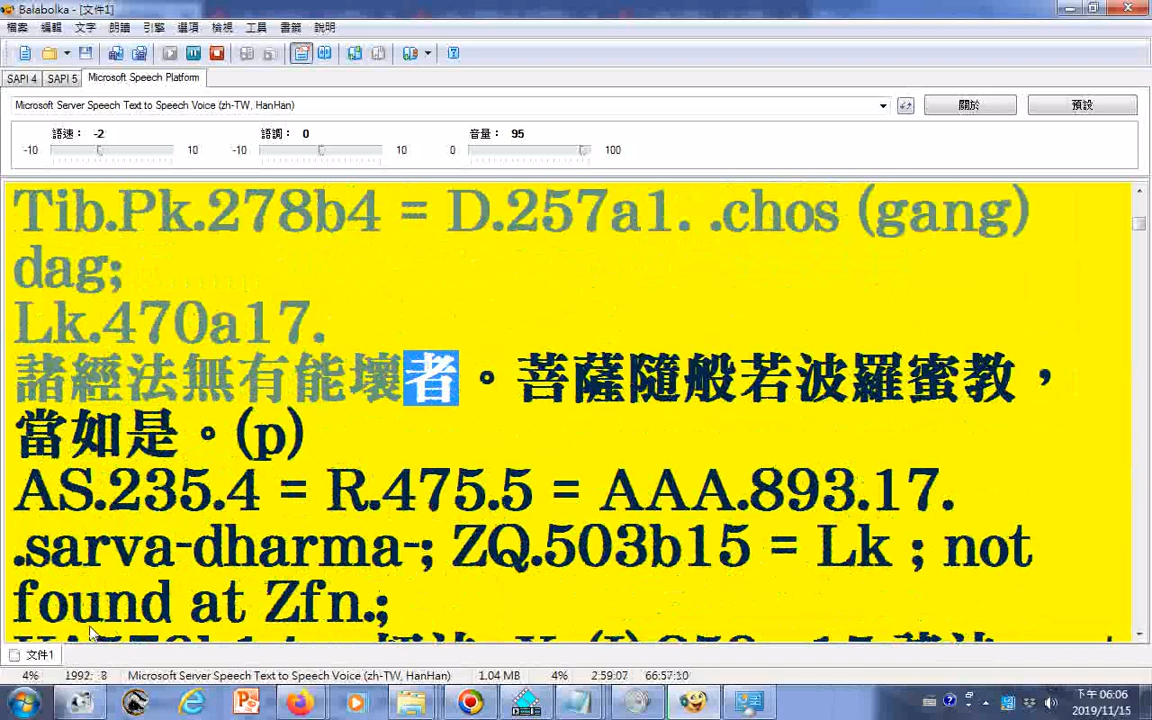 Balabolka - [文件1]
檔案 編輯 文字 朗讀 引擎 選項 檢視 工具 書籤 說明
SAPI 4 SAPI 5 Microsoft Speech Platform
Microsoft Server Speech Text to Speech Voice (zh-TW, HanHan) 關於 預設
語速： -2 語調： 0 音量： 95
-10 10 -10 10 0 100
Tib.Pk.278b4 = D.257a1. .chos (gang)
dag;
Lk.470a17.
諸經法無有能壞者。菩薩隨般若波羅蜜教，
當如是。(p)
AS.235.4 = R.475.5 = AAA.893.17.
.sarva-dharma-; ZQ.503b15 = Lk ; not
found at Zfn.;
文件1
4% 1992: 8 Microsoft Server Speech Text to Speech Voice (zh-TW, HanHan) 1.04 MB 4% 2:59:07 66:57:10
下午 06:06
2019/11/15